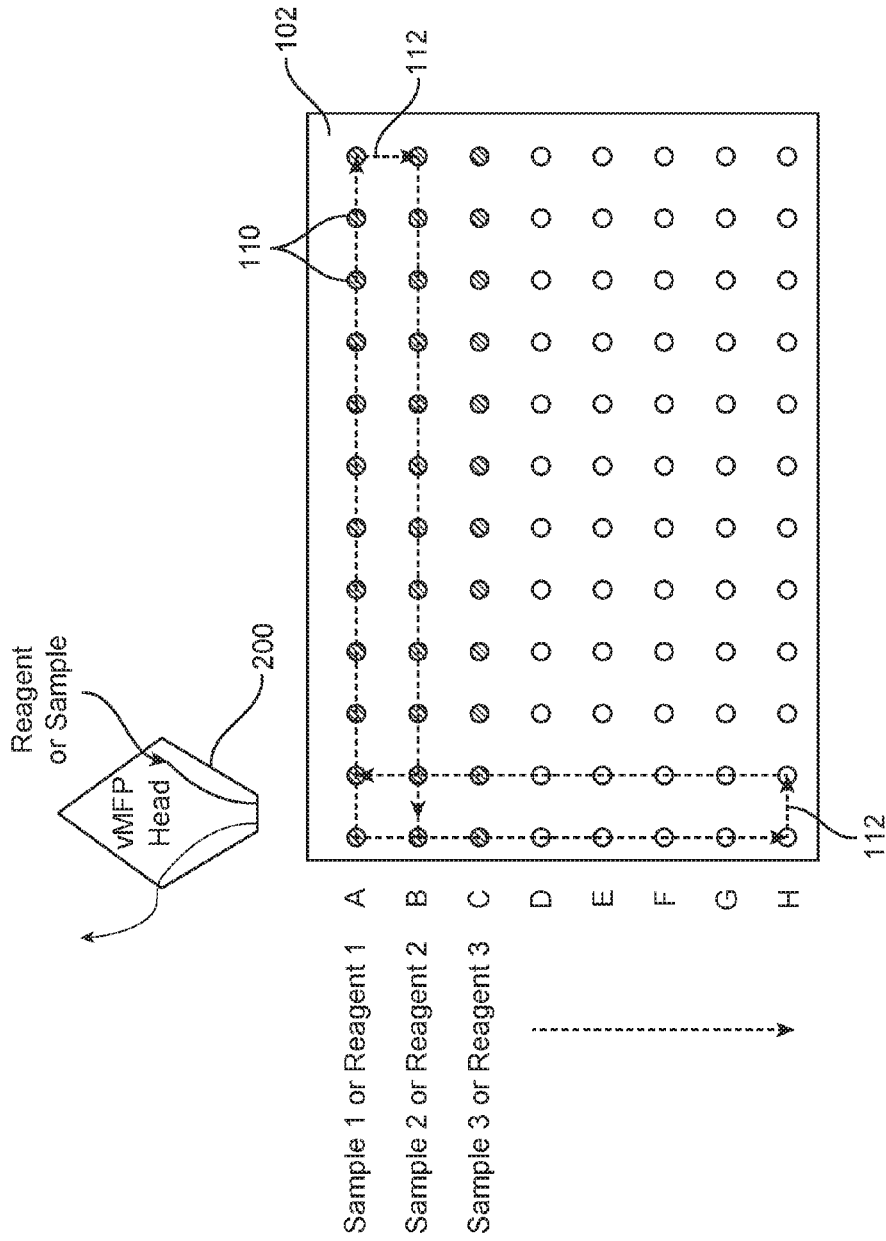 Reagent
or Sample
vMFP
Head
200
110
102
112
Sample 1 or Reagent 1
A
Sample 2 or Reagent 2
B
Sample 3 or Reagent 3
C
D
E
F
G
H
112